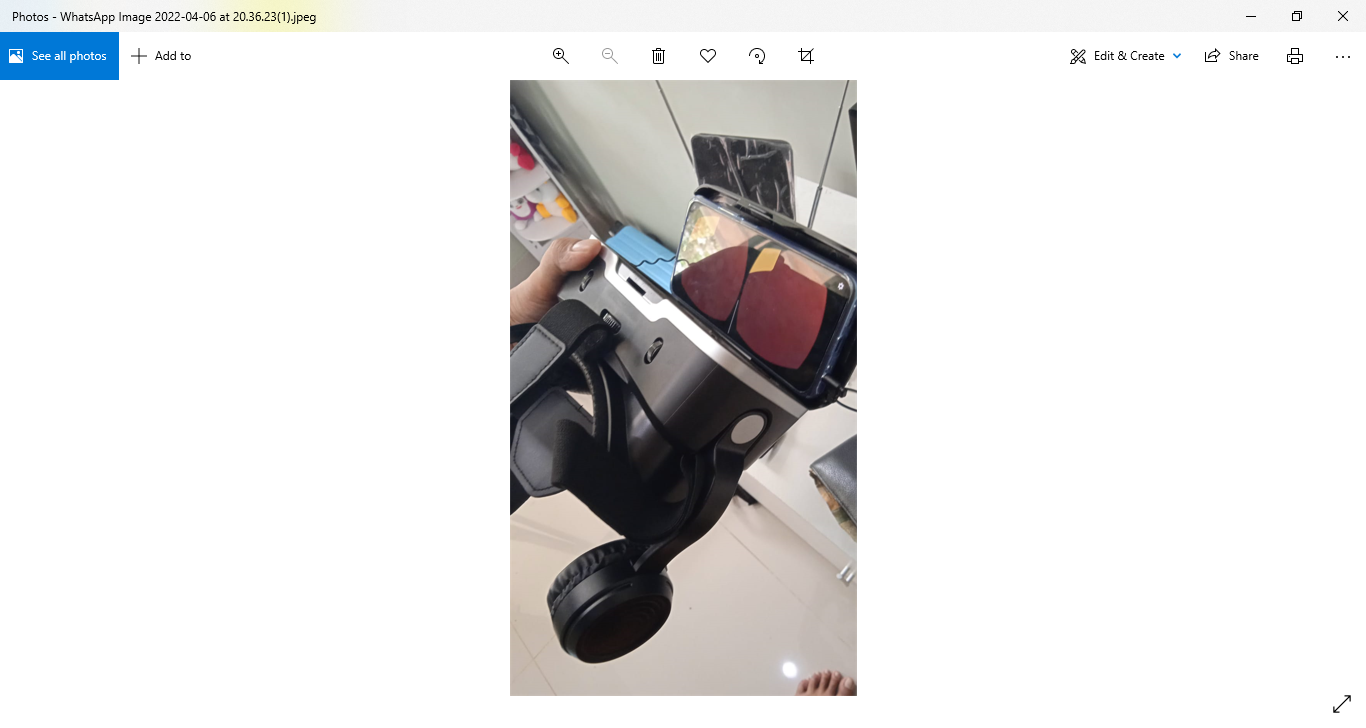 Photos - WhatsApp Image 2022-04-06 at 20.36.23(1).jpeg
See all photos
Add to
Edit & Create
Share